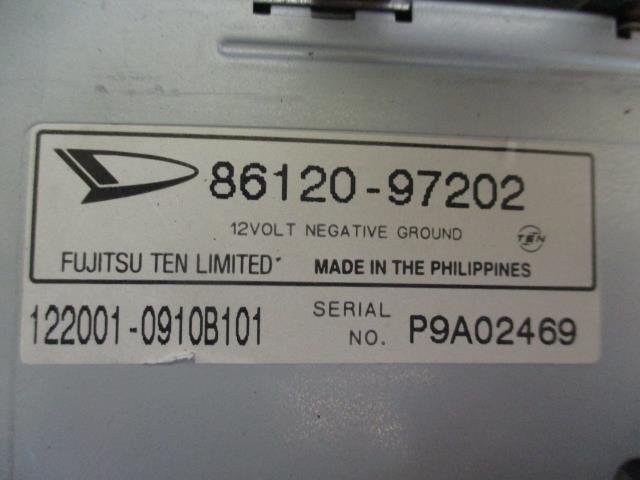 86120-97202
12VOLT NEGATIVE GROUND TEN
FUJITSU TEN LIMITED MADE IN THE PHILIPPINES
122001-0910B101 SERIAL NO. P9A02469